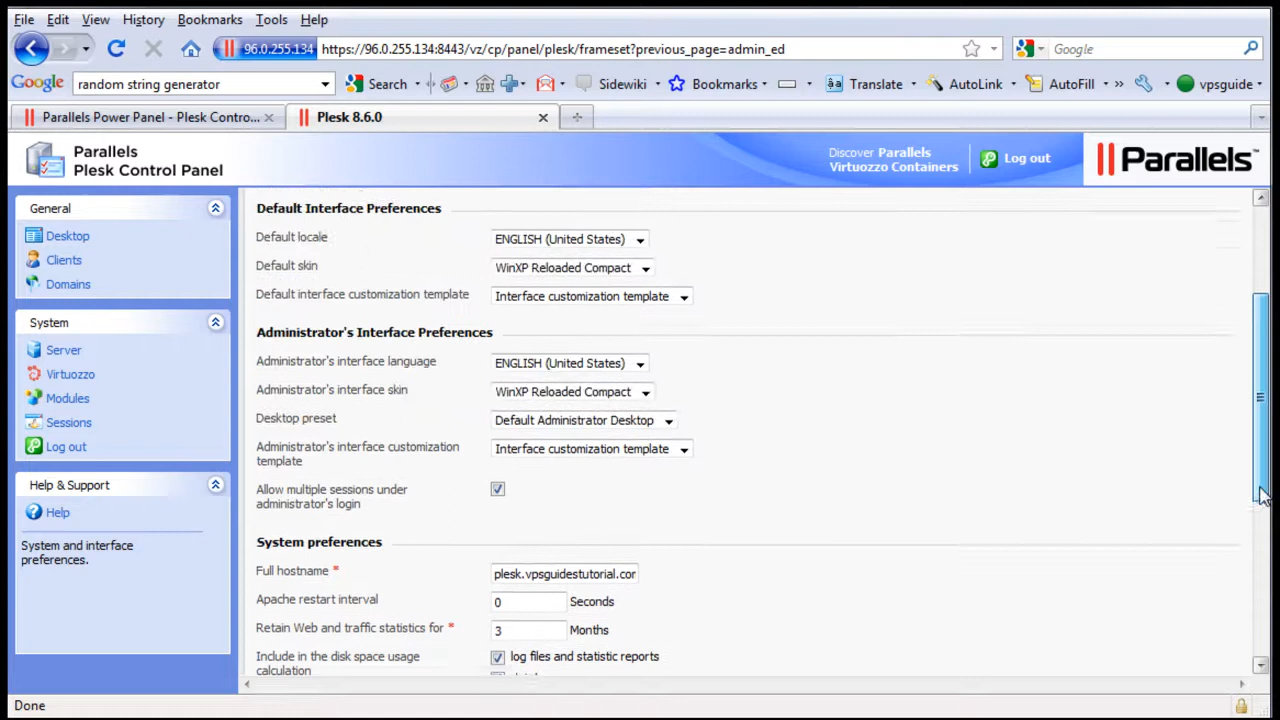 File Edit View History Bookmarks Tools Help
96.0.255.134 https://96.0.255.134:8443/vz/cp/panel/plesk/frameset?previous_page=admin_ed Google
Google random string generator Search Sidewiki Bookmarks Translate AutoLink AutoFill » vpsguide
Parallels Power Panel - Plesk Contro... Plesk 8.6.0
Parallels
Plesk Control Panel
Discover Parallels
Virtuozzo Containers
Log out
Parallels™
General
Desktop
Clients
Domains
System
Server
Virtuozzo
Modules
Sessions
Log out
Help & Support
Help
System and interface
preferences.
Default Interface Preferences
Default locale ENGLISH (United States)
Default skin WinXP Reloaded Compact
Default interface customization template Interface customization template
Administrator's Interface Preferences
Administrator's interface language ENGLISH (United States)
Administrator's interface skin WinXP Reloaded Compact
Desktop preset Default Administrator Desktop
Administrator's interface customization
template
Interface customization template
Allow multiple sessions under
administrator's login
System preferences
Full hostname * plesk.vpsguidestutorial.cor
Apache restart interval 0 Seconds
Retain Web and traffic statistics for * 3 Months
Include in the disk space usage
calculation
log files and statistic reports
Done